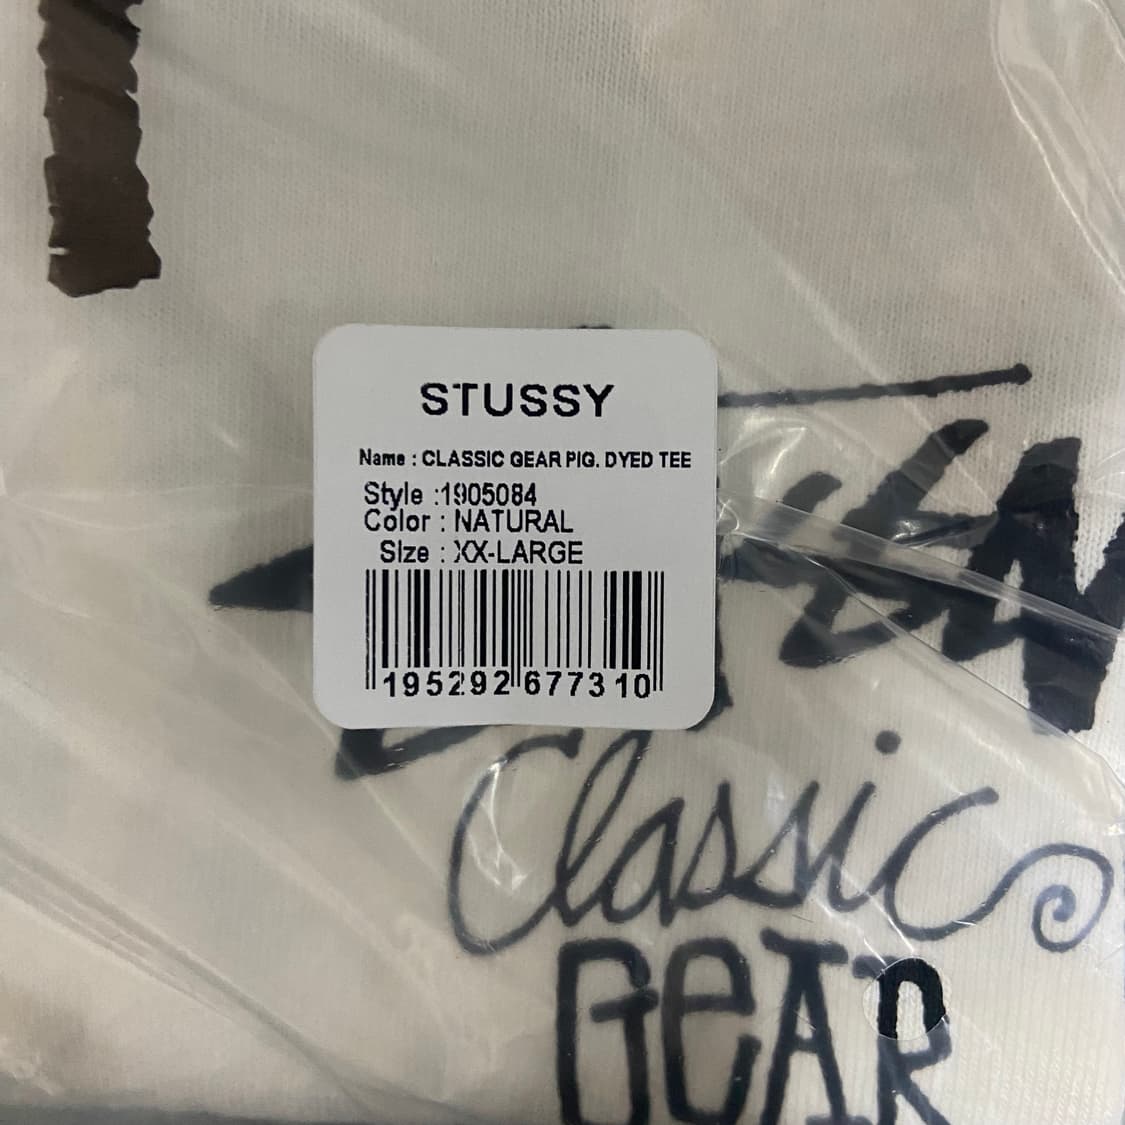 STUSSY
Name : CLASSIC GEAR PIG. DYED TEE
Style :1905084
Color : NATURAL
Size : XX-LARGE
195292 677310
Classic
GEAR